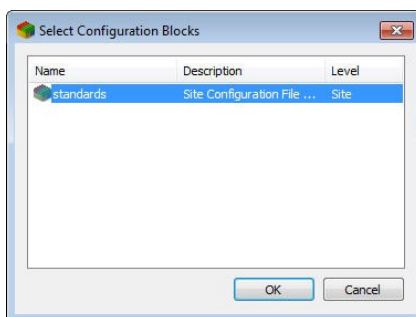 Select Configuration Blocks
Name Description Level
standards Site Configuration File ... Site
OK Cancel